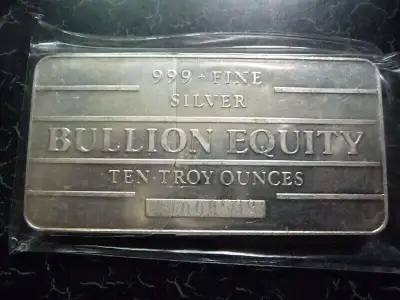 999 + FINE
SILVER
BULLION EQUITY
TEN TROY OUNCES